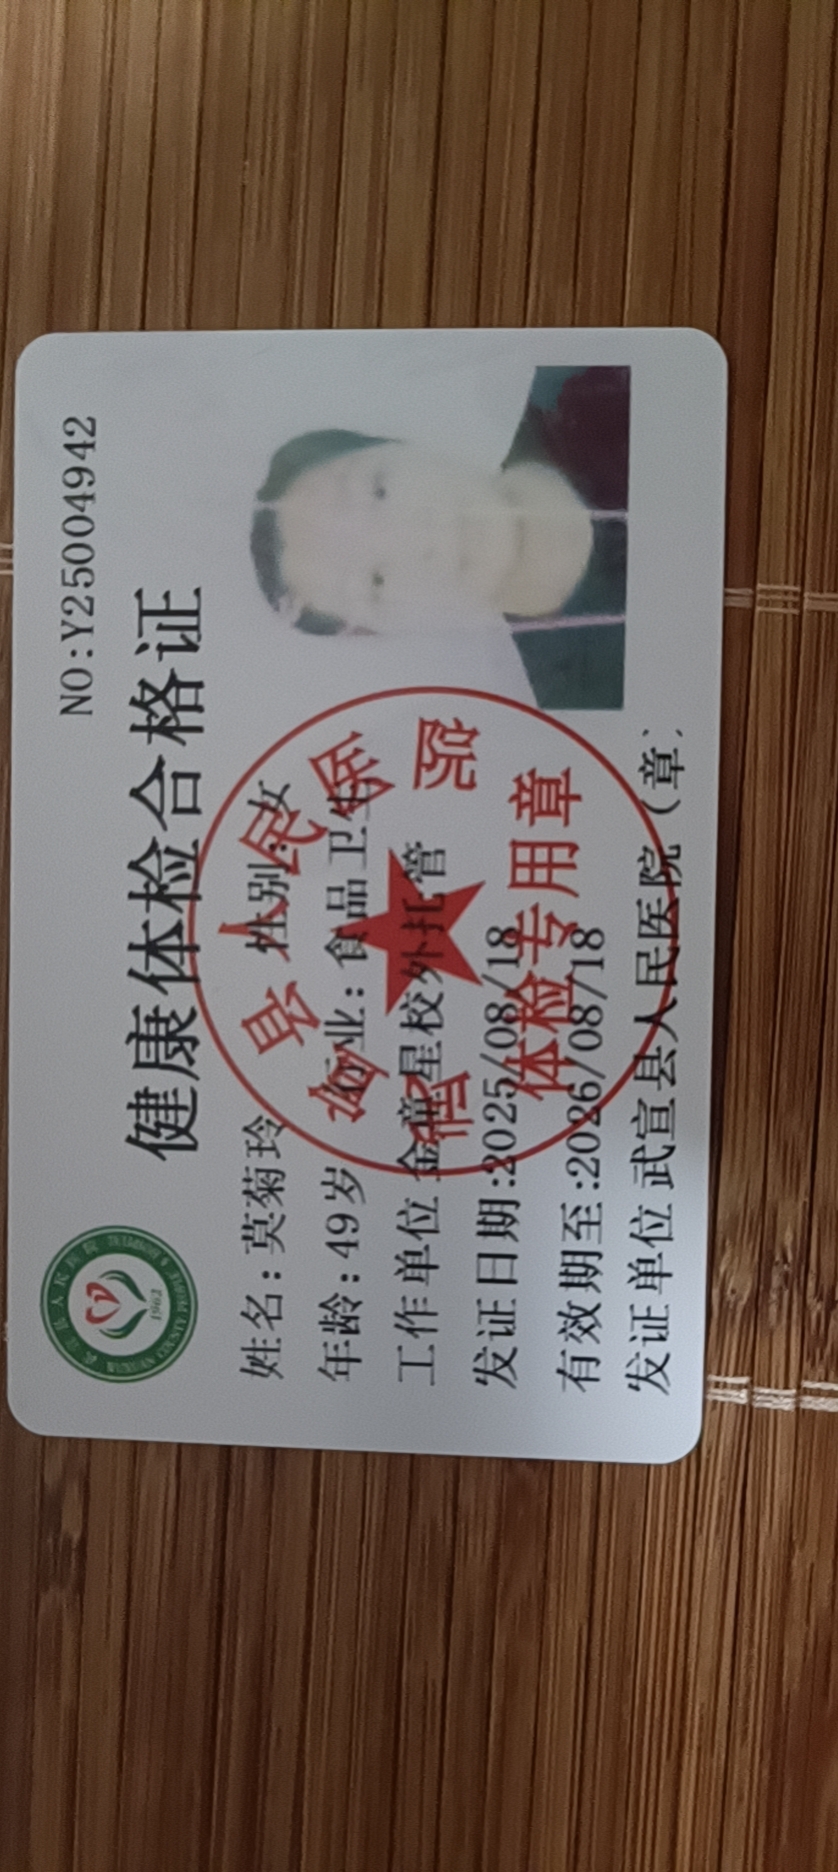 NO:Y25004942
健康体检合格证
姓名:莫菊玲 性别:女
年龄:49岁 行业:食品卫生
工作单位 金童星校外托管
发证日期:2025/08/18
有效期至:2026/08/18
发证单位 武宣县人民医院(章)
武宣县人民医院
体检专用章
1962